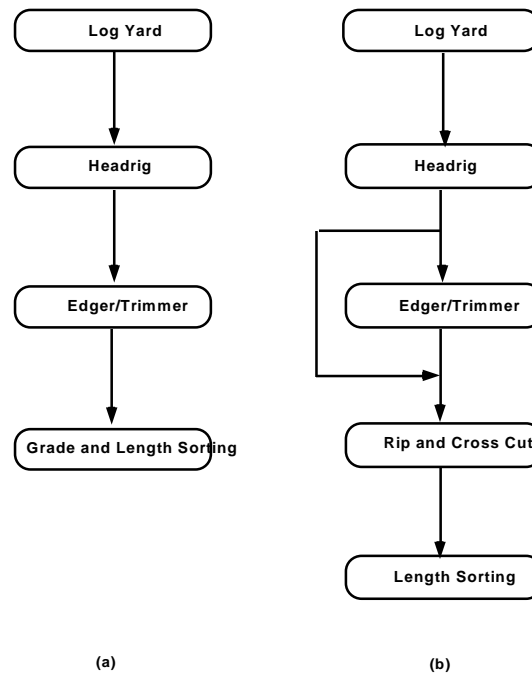 Log Yard
Headrig
Edger/Trimmer
Grade and Length Sorting
(a)
Log Yard
Headrig
Edger/Trimmer
Rip and Cross Cut
Length Sorting
(b)